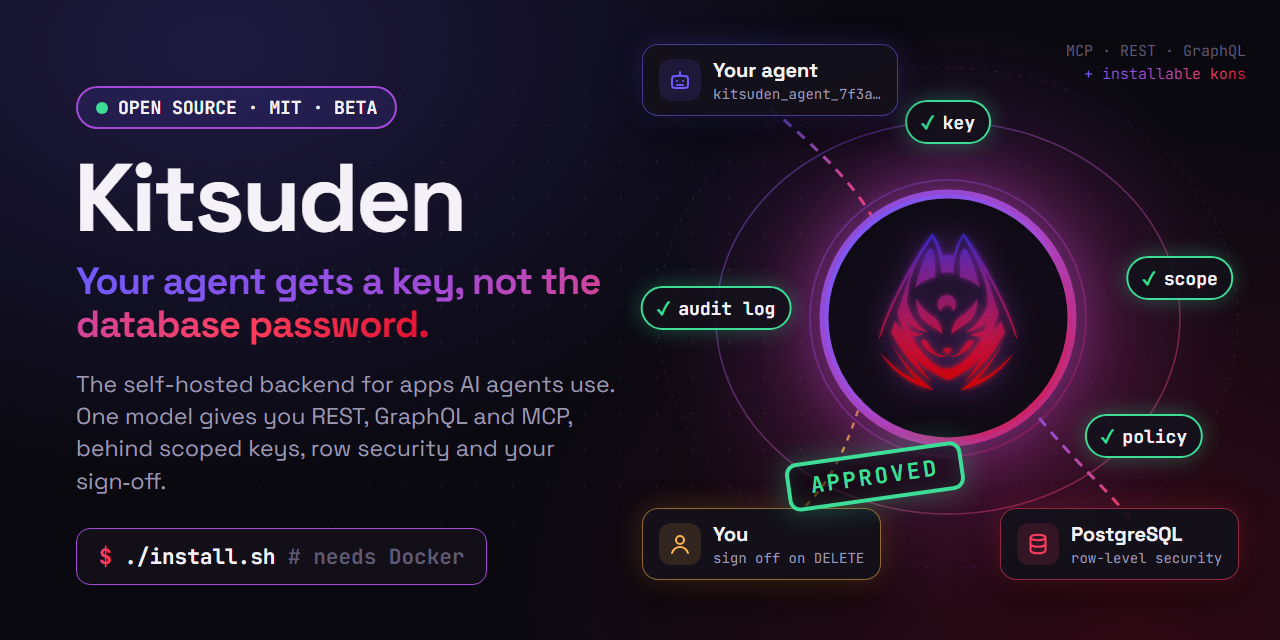 OPEN SOURCE · MIT · BETA
Kitsuden
Your agent gets a key, not the
database password.
The self-hosted backend for apps AI agents use.
One model gives you REST, GraphQL and MCP,
behind scoped keys, row security and your
sign-off.
$ ./install.sh # needs Docker
MCP · REST · GraphQL
+ installable kons
Your agent
kitsuden_agent_7f3a…
✓ key
✓ scope
✓ audit log
✓ policy
APPROVED
You
sign off on DELETE
PostgreSQL
row-level security